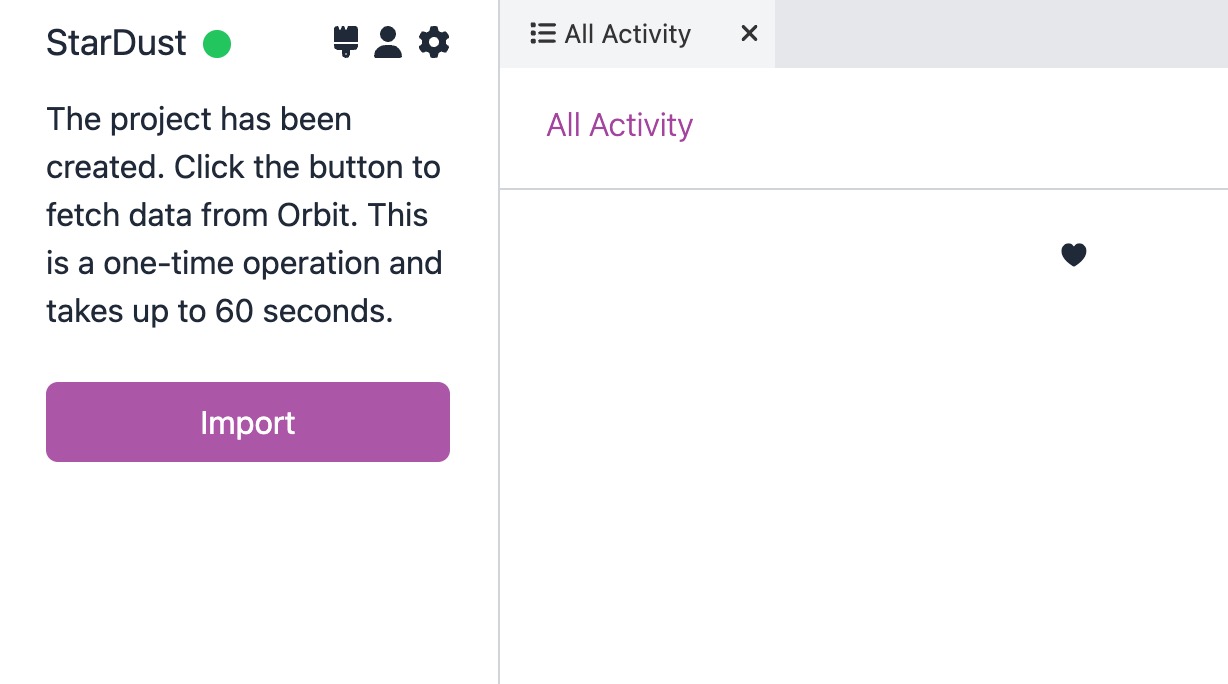 StarDust
The project has been
created. Click the button to
fetch data from Orbit. This
is a one-time operation and
takes up to 60 seconds.
Import
All Activity
All Activity